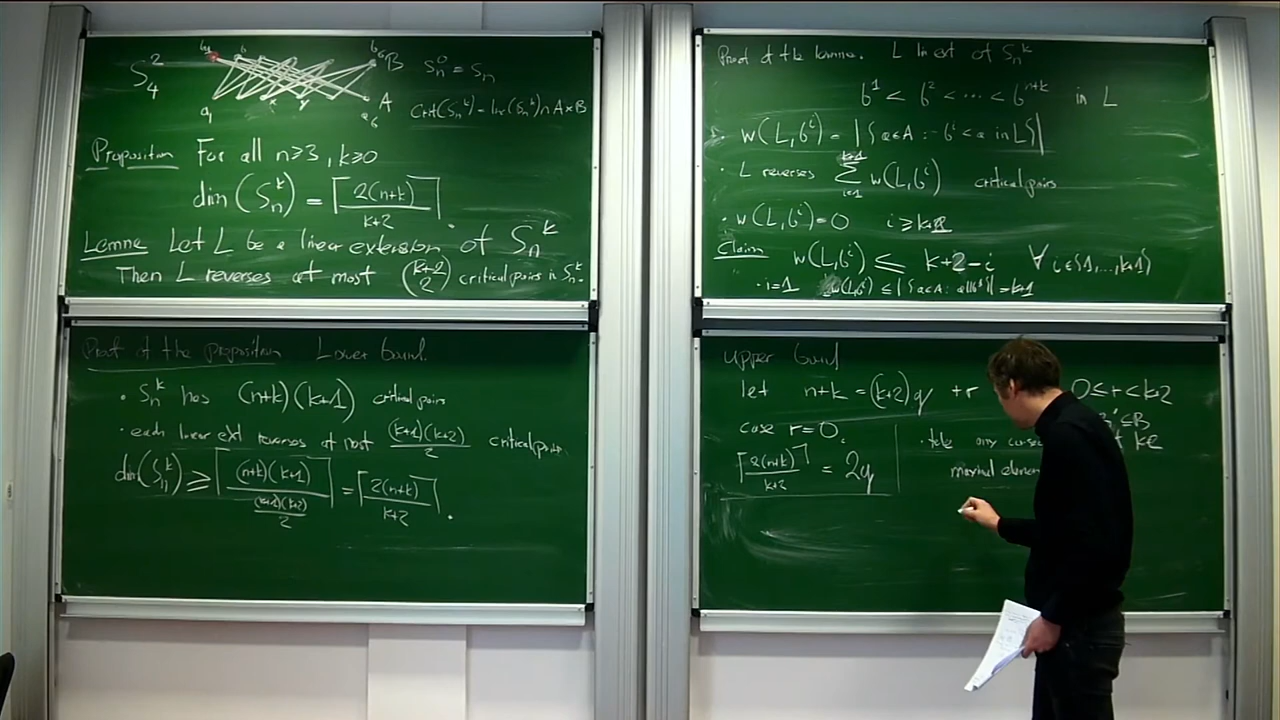 S_4^2
b_1 b b_6 B
a_1 x y a_6 A
S_n^0 = S_n
Crit(S_n^k) = Inc(S_n^k) ∩ A×B
Proposition For all n≥3, k≥0
dim(S_n^k) = ⌈2(n+k)/(k+2)⌉.
Lemma Let L be a linear extension of S_n^k
Then L reverses at most (k+2 choose 2) critical pairs in S_n^k.
Proof of the proposition Lower bound.
· S_n^k has (n+k)(k+1) critical pairs
· each linear ext reverses at most (k+1)(k+2)/2 critical pairs.
dim(S_n^k) ≥ ⌈(n+k)(k+1) / ((k+1)(k+2)/2)⌉ = ⌈2(n+k)/(k+2)⌉.
Proof of the lemma. L lin ext of S_n^k
b^1 < b^2 < ... < b^{n+k} in L
· w(L,b^i) = |{a∈A : b^i < a in L}|
· L reverses ∑_{i=1}^{k+1} w(L,b^i) critical pairs
· w(L,b^i) = 0 i ≥ k+2
Claim w(L,b^i) ≤ k+2-i ∀ i∈{1,...,k+1}
· i=1 w(L,b^1) ≤ |{a∈A : a||b^1}| = k+1
Upper bound
let n+k = (k+2)q + r 0≤r<k+2
case r=0.
⌈2(n+k)/(k+2)⌉ = 2q
· take any
maximal